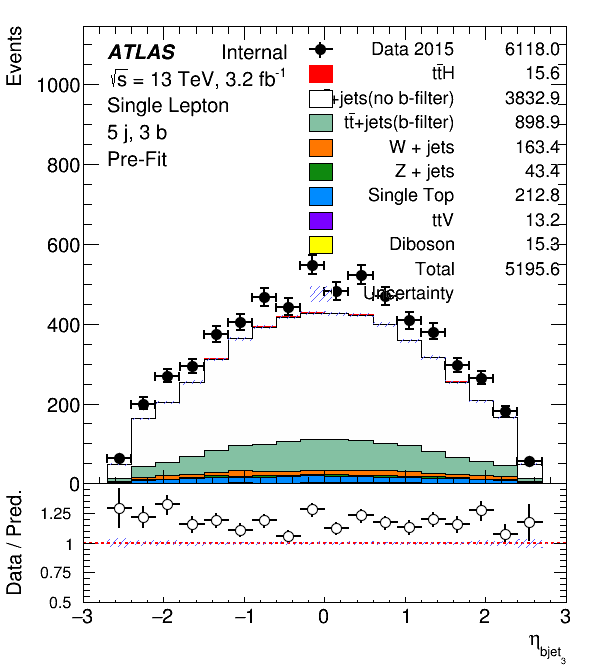 Events
ATLAS Internal
√s = 13 TeV, 3.2 fb-1
Single Lepton
5 j, 3 b
Pre-Fit
Data 2015 6118.0
tt̄H 15.6
+jets(no b-filter) 3832.9
tt̄+jets(b-filter) 898.9
W + jets 163.4
Z + jets 43.4
Single Top 212.8
ttV 13.2
Diboson 15.3
Total 5195.6
Uncertainty
1000
800
600
400
200
0
Data / Pred.
1.25
1
0.75
0.5
−3 −2 −1 0 1 2 3
η bjet 3